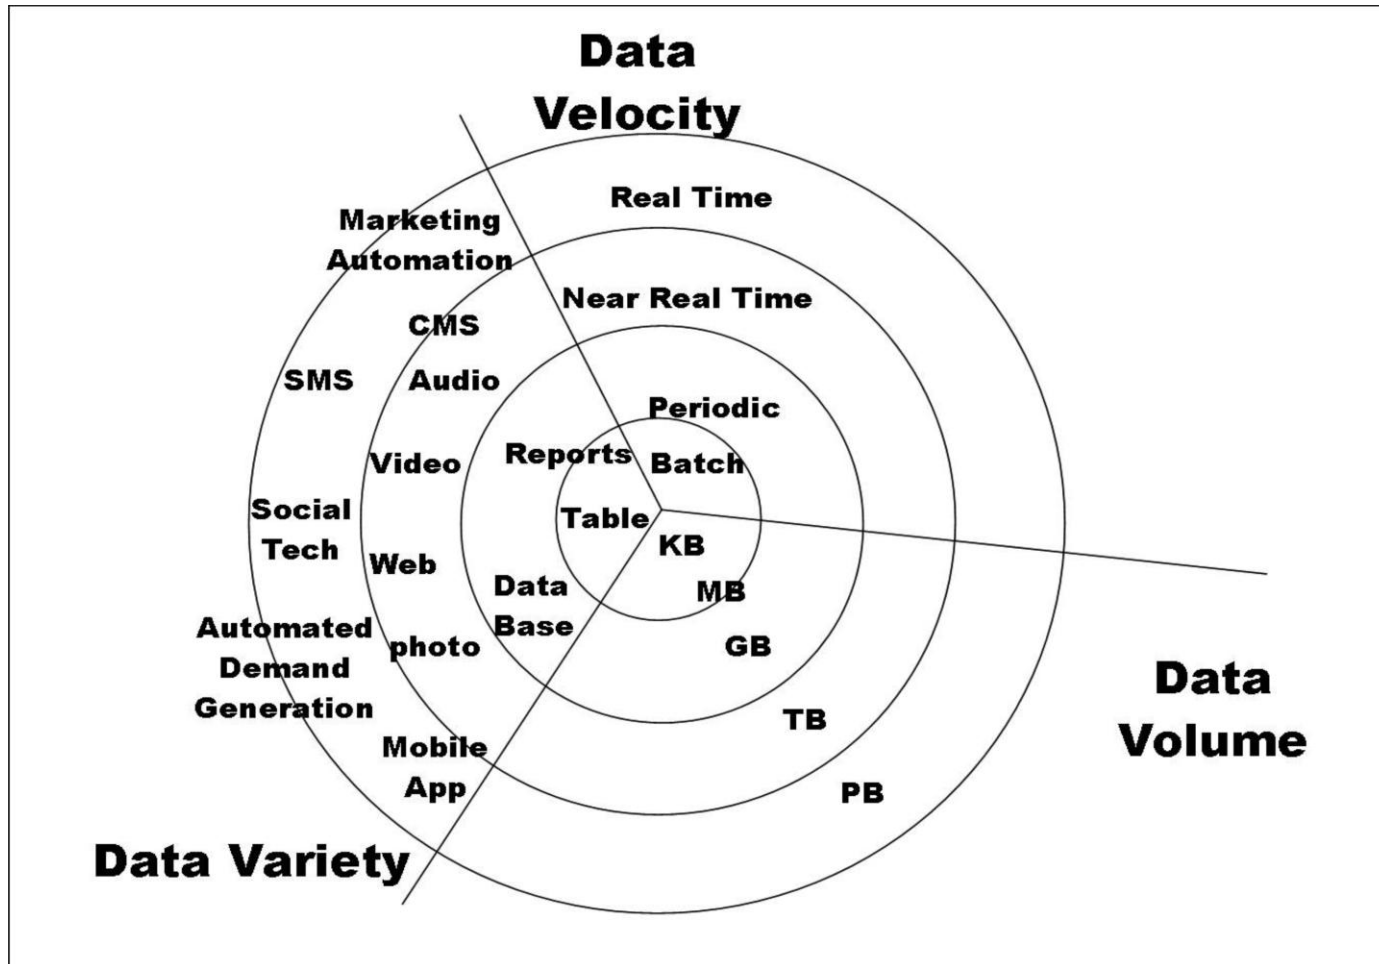 Data
Velocity
Real Time
Marketing
Automation
Near Real Time
CMS
SMS
Audio
Periodic
Reports
Batch
Video
Social
Tech
Table
KB
Web
Data
Base
MB
Automated
Demand
Generation
photo
GB
Data
Volume
TB
Mobile
App
PB
Data Variety